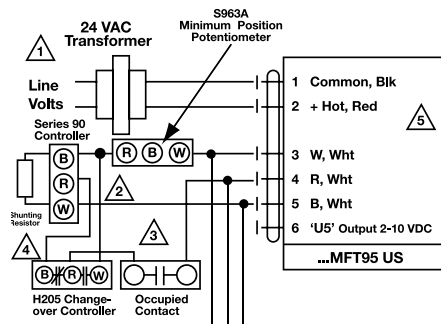 S963A
Minimum Position
Potentiometer
24 VAC
Transformer
1
Line
Volts
1 Common, Blk
2 + Hot, Red
5
Series 90
Controller
B
R
W
R B W
3 W, Wht
4 R, Wht
5 B, Wht
6 'U5' Output 2-10 VDC
2
Shunting
Resistor
4
3
...MFT95 US
B R W
H205 Change-
over Controller
Occupied
Contact